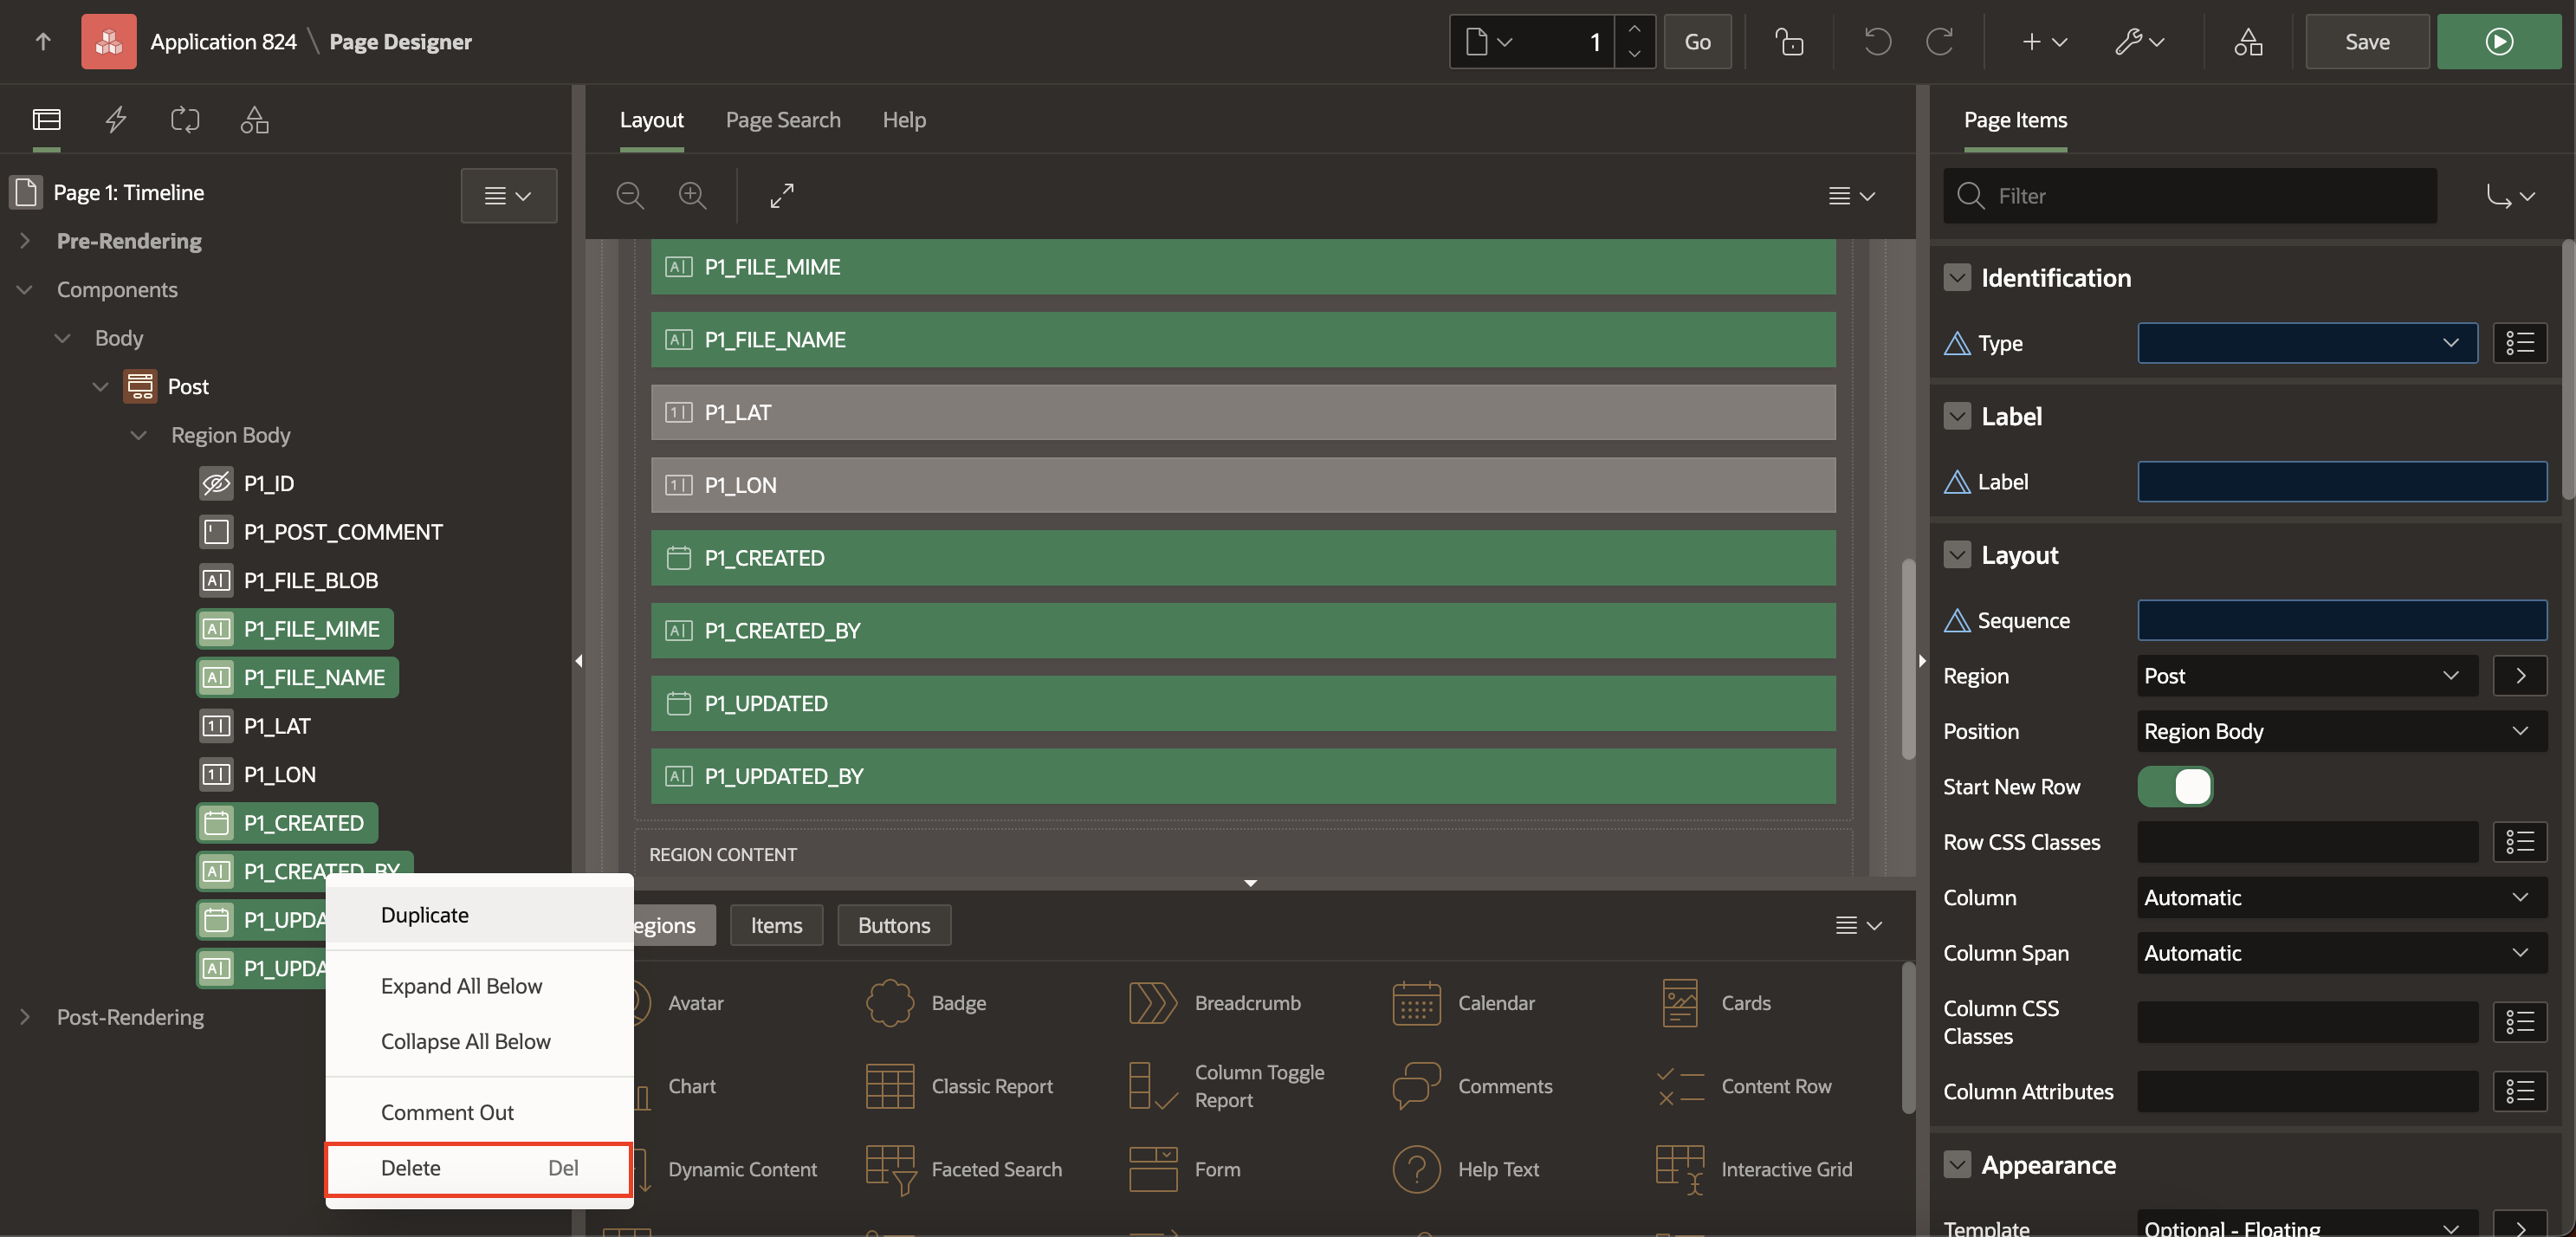 Application 824 \ Page Designer
1
Go
Save
Page 1: Timeline
Pre-Rendering
Components
Body
Post
Region Body
P1_ID
P1_POST_COMMENT
P1_FILE_BLOB
P1_FILE_MIME
P1_FILE_NAME
P1_LAT
P1_LON
P1_CREATED
P1_CREATED_BY
P1_UPDA
P1_UPDA
Post-Rendering
Duplicate
Expand All Below
Collapse All Below
Comment Out
Delete Del
Layout Page Search Help
P1_FILE_MIME
P1_FILE_NAME
P1_LAT
P1_LON
P1_CREATED
P1_CREATED_BY
P1_UPDATED
P1_UPDATED_BY
REGION CONTENT
egions Items Buttons
Avatar Badge Breadcrumb Calendar Cards
Chart Classic Report Column Toggle Report Comments Content Row
Dynamic Content Faceted Search Form Help Text Interactive Grid
Page Items
Filter
Identification
Type
Label
Label
Layout
Sequence
Region Post
Position Region Body
Start New Row
Row CSS Classes
Column Automatic
Column Span Automatic
Column CSS
Classes
Column Attributes
Appearance
Template Optional - Floating